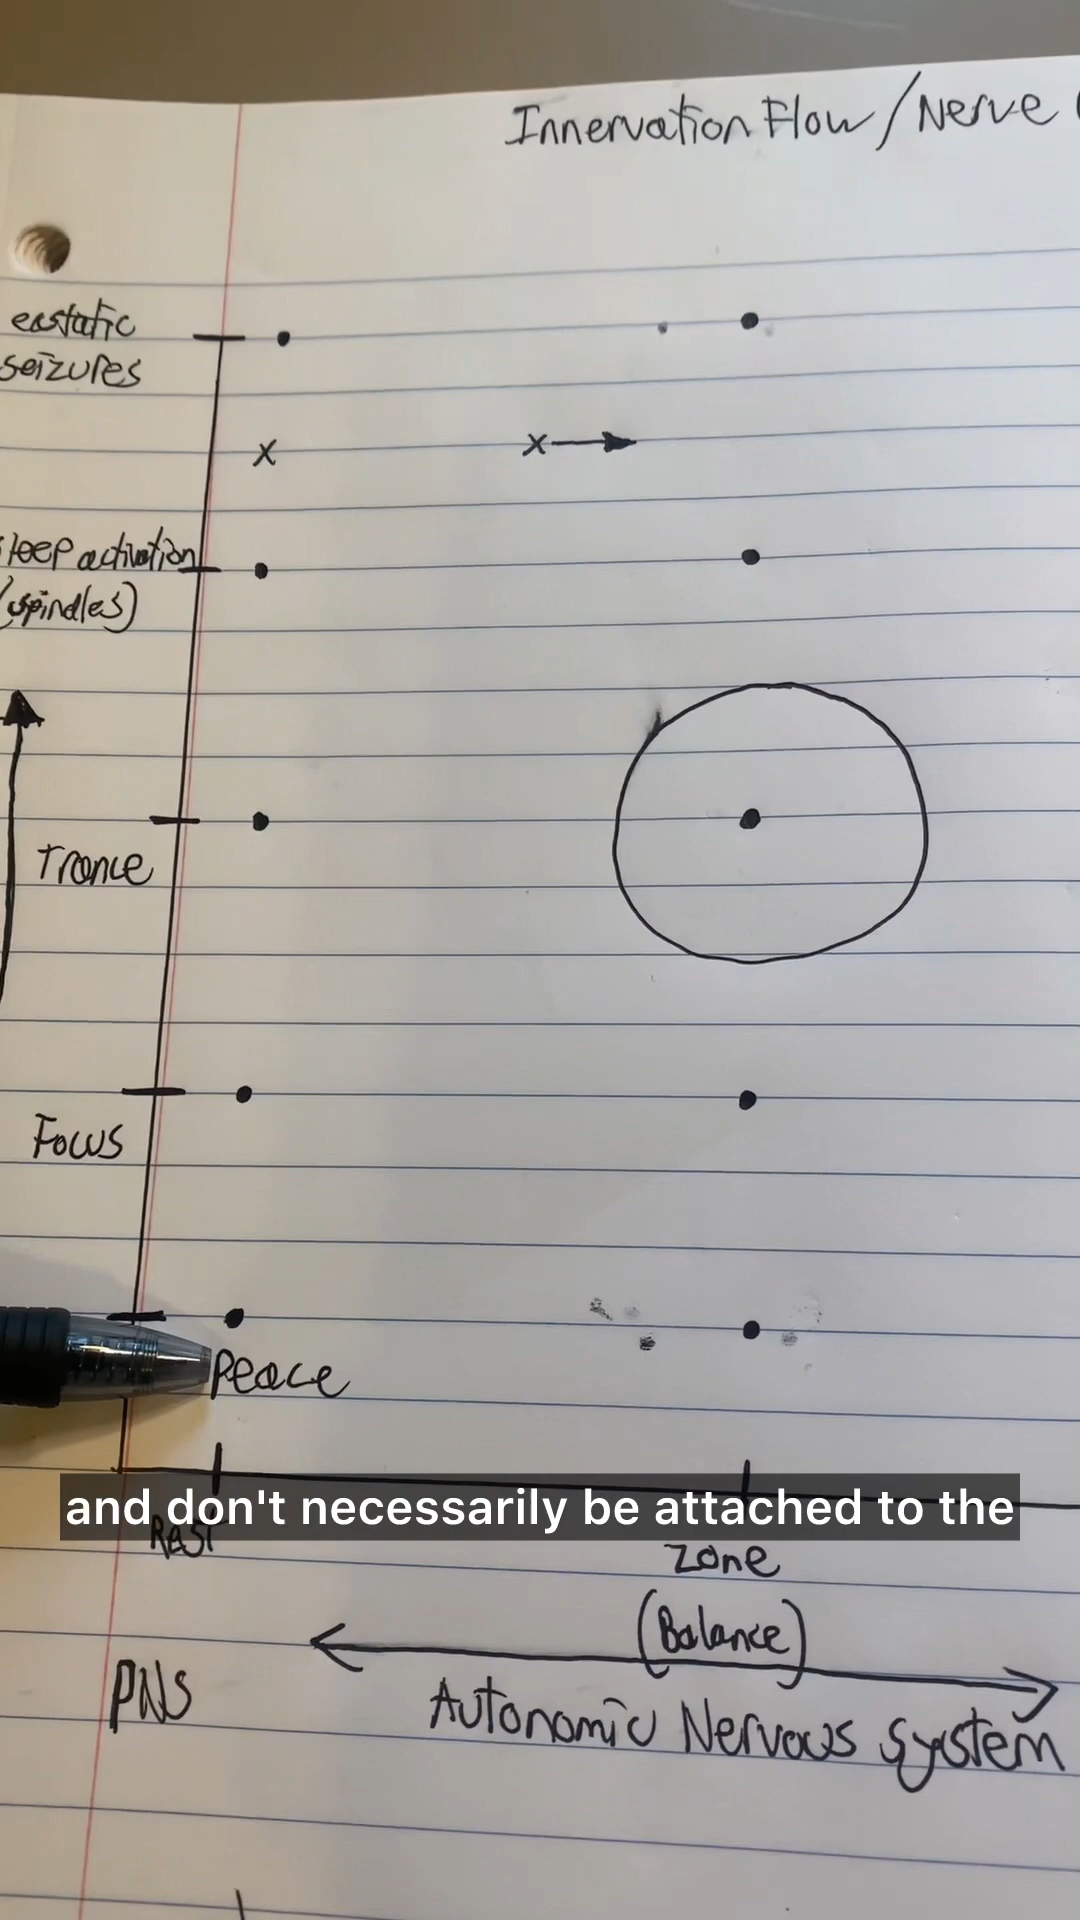 Innervation Flow / Nerve
ecstatic
seizures
x
x
sleep activation
(spindles)
Trance
Focus
Peace
and don't necessarily be attached to the
Rest
Zone
(Balance)
PNS
Autonomic Nervous System